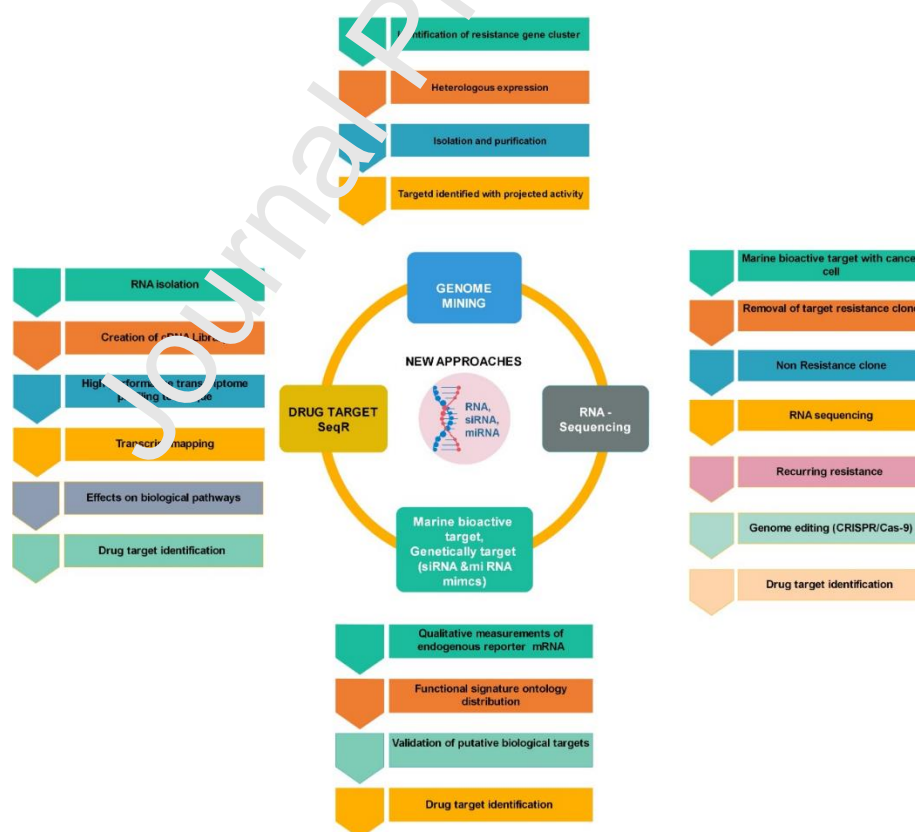 Identification of resistance gene cluster
Heterologous expression
Isolation and purification
Targetd identified with projected activity
RNA isolation
Creation of cDNA
transcriptome
Transcript mapping
Effects on biological pathways
Drug target identification
GENOME
MINING
NEW APPROACHES
RNA,
siRNA,
miRNA
DRUG TARGET
SeqR
RNA -
Sequencing
Marine bioactive
target,
Genetically target
(siRNA &mi RNA
mimcs)
Marine bioactive target with cance
cell
Removal of target resistance clone
Non Resistance clone
RNA sequencing
Recurring resistance
Genome editing (CRISPR/Cas-9)
Drug target identification
Qualitative measurements of
endogenous reporter mRNA
Functional signature ontology
distribution
Validation of putative biological targets
Drug target identification
Journal